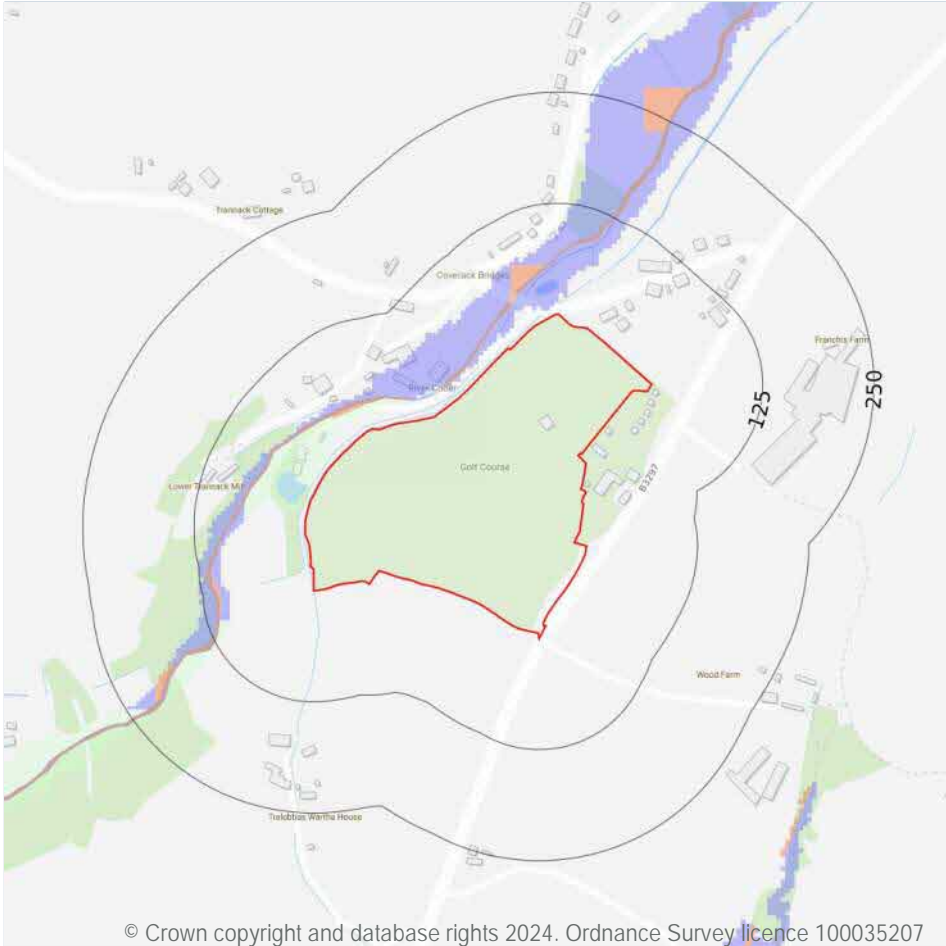 Trannack Cottage
Coverack Bridges
Franchis Farm
250
125
River Cober
Golf Course
B3297
Lower Trannack Mill
Wood Farm
Trelobbus Wartha House
© Crown copyright and database rights 2024. Ordnance Survey licence 100035207